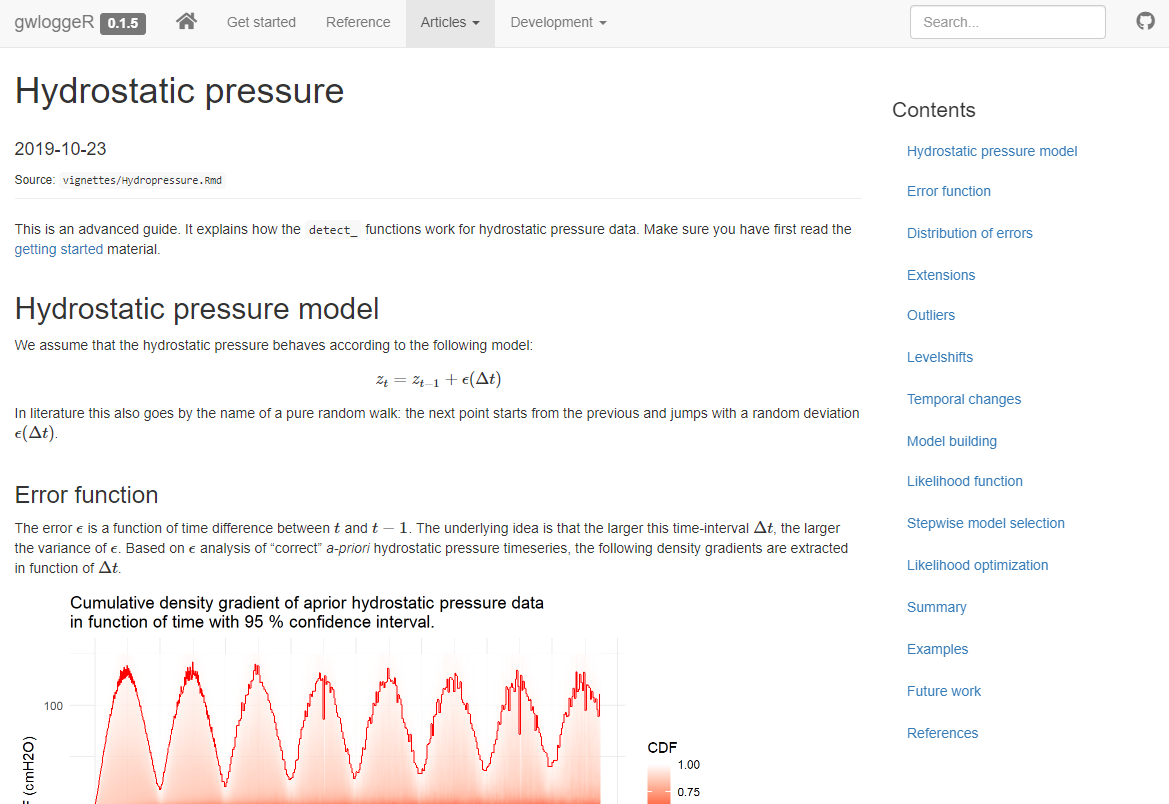 gwloggeR 0.1.5 Get started Reference Articles Development Search...
Hydrostatic pressure
2019-10-23
Source: vignettes/Hydropressure.Rmd
This is an advanced guide. It explains how the detect_ functions work for hydrostatic pressure data. Make sure you have first read the
getting started material.
Hydrostatic pressure model
We assume that the hydrostatic pressure behaves according to the following model:
z_t = z_{t−1} + ϵ(Δt)
In literature this also goes by the name of a pure random walk: the next point starts from the previous and jumps with a random deviation
ϵ(Δt).
Error function
The error ϵ is a function of time difference between t and t − 1. The underlying idea is that the larger this time-interval Δt, the larger
the variance of ϵ. Based on ϵ analysis of “correct” a-priori hydrostatic pressure timeseries, the following density gradients are extracted
in function of Δt.
Cumulative density gradient of aprior hydrostatic pressure data
in function of time with 95 % confidence interval.
100
(cmH2O)
CDF
1.00
0.75
Contents
Hydrostatic pressure model
Error function
Distribution of errors
Extensions
Outliers
Levelshifts
Temporal changes
Model building
Likelihood function
Stepwise model selection
Likelihood optimization
Summary
Examples
Future work
References